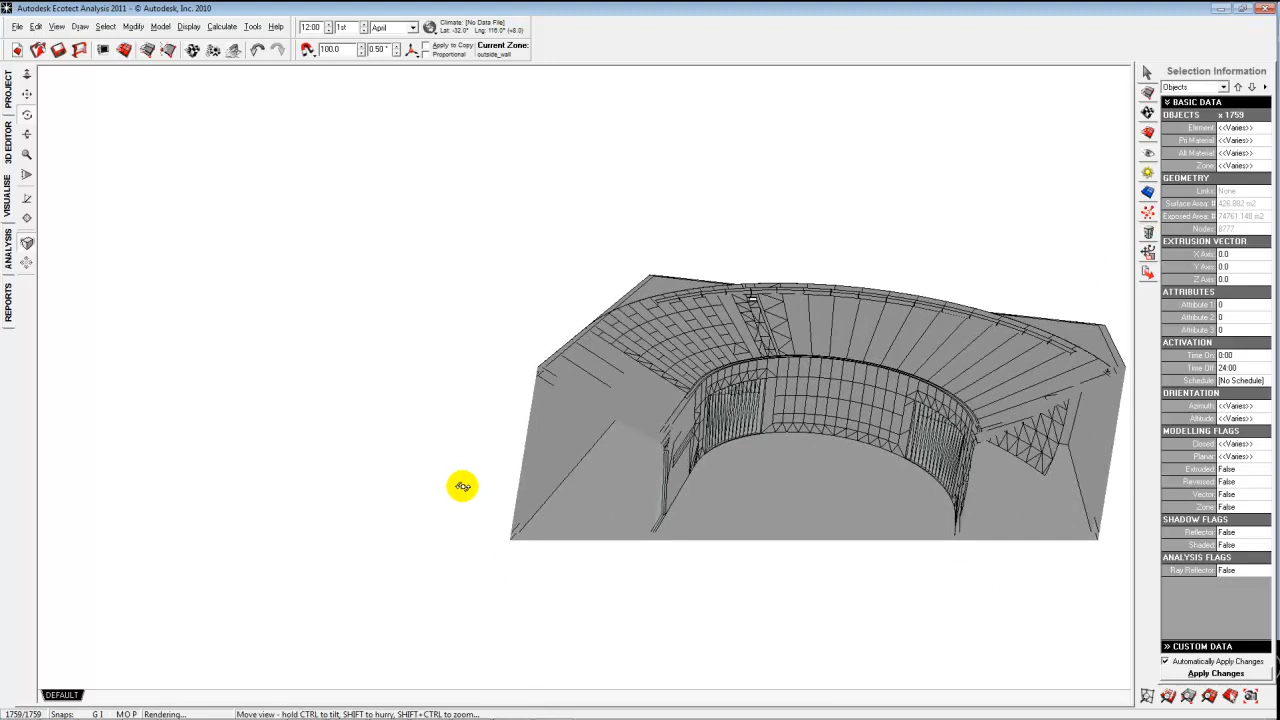 Autodesk Ecotect Analysis 2011 - © Autodesk, Inc. 2010
File Edit View Draw Select Modify Model Display Calculate Tools Help
12:00 1st April
Climate: [No Data File]
Lat: -32.0° Lng: 116.0° (+8.0)
100.0 0.50°
Apply to Copy
Proportional
Current Zone:
outside_wall
PROJECT
3D EDITOR
VISUALISE
ANALYSIS
REPORTS
Selection Information
Objects
BASIC DATA
OBJECTS x 1759
Element: <<Varies>>
Pri Material: <<Varies>>
Alt Material: <<Varies>>
Zone: <<Varies>>
GEOMETRY
Links: None
Surface Area: # 426.882 m2
Exposed Area: # 74761.148 m2
Nodes: 8777
EXTRUSION VECTOR
X Axis: 0.0
Y Axis: 0.0
Z Axis: 0.0
ATTRIBUTES
Attribute 1: 0
Attribute 2: 0
Attribute 3: 0
ACTIVATION
Time On: 0:00
Time Off: 24:00
Schedule: [No Schedule]
ORIENTATION
Azimuth: <<Varies>>
Altitude: <<Varies>>
MODELLING FLAGS
Closed: <<Varies>>
Planar: <<Varies>>
Extruded: False
Reversed: False
Vector: False
Zone: False
SHADOW FLAGS
Reflector: False
Shaded: False
ANALYSIS FLAGS
Ray Reflector: False
CUSTOM DATA
Automatically Apply Changes
Apply Changes
DEFAULT
1759/1759 Snaps: G I M O P Rendering... Move view - hold CTRL to tilt, SHIFT to hurry, SHIFT+CTRL to zoom...